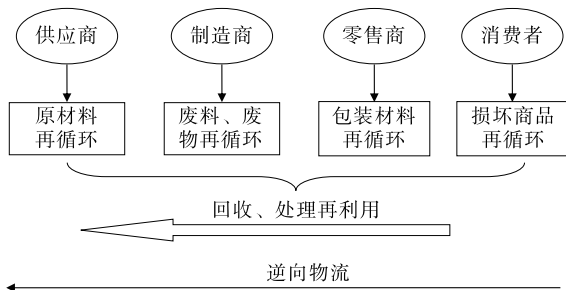 供应商
制造商
零售商
消费者
原材料
再循环
废料、废
物再循环
包装材料
再循环
损坏商品
再循环
回收、处理再利用
逆向物流